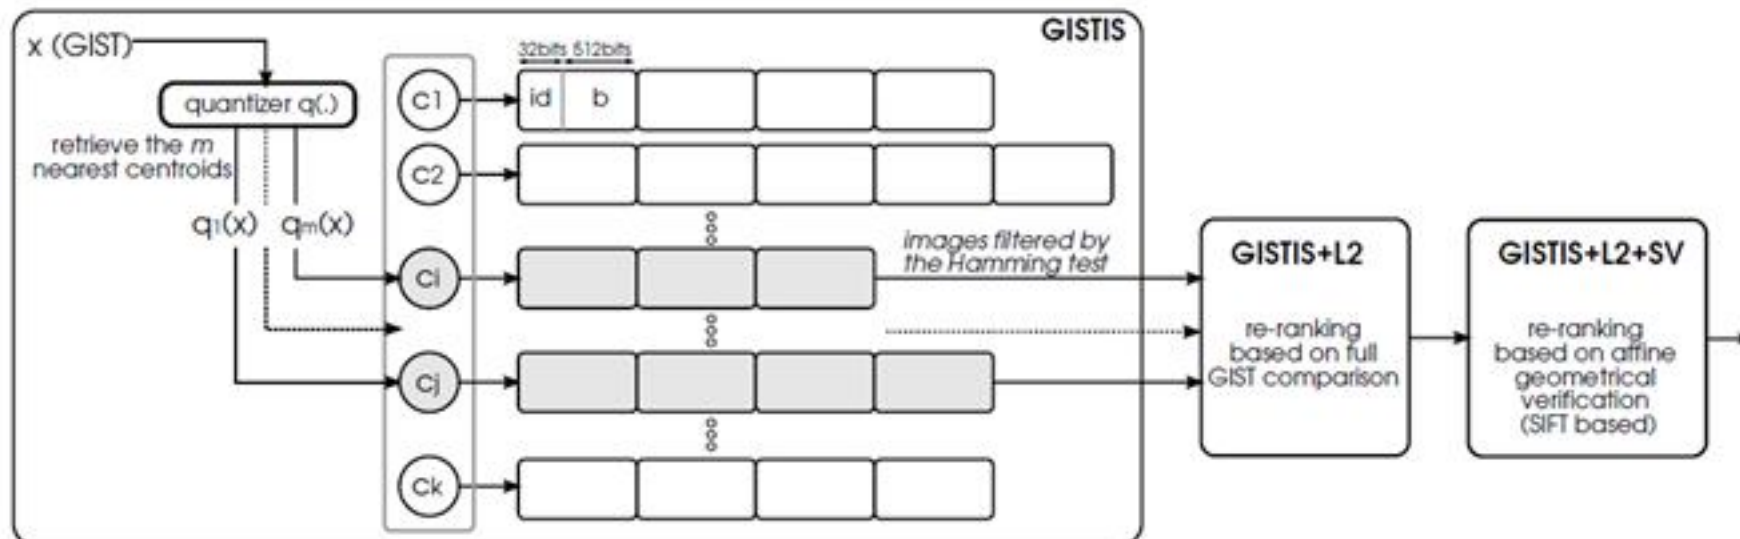 GISTIS
x (GIST)
32bits 512bits
quantizer q(.)
retrieve the m
nearest centroids
q1(x) qm(x)
c1
id b
c2
ci
images filtered by
the Hamming test
cj
ck
GISTIS+L2
re-ranking
based on full
GIST comparison
GISTIS+L2+SV
re-ranking
based on affine
geometrical
verification
(SIFT based)